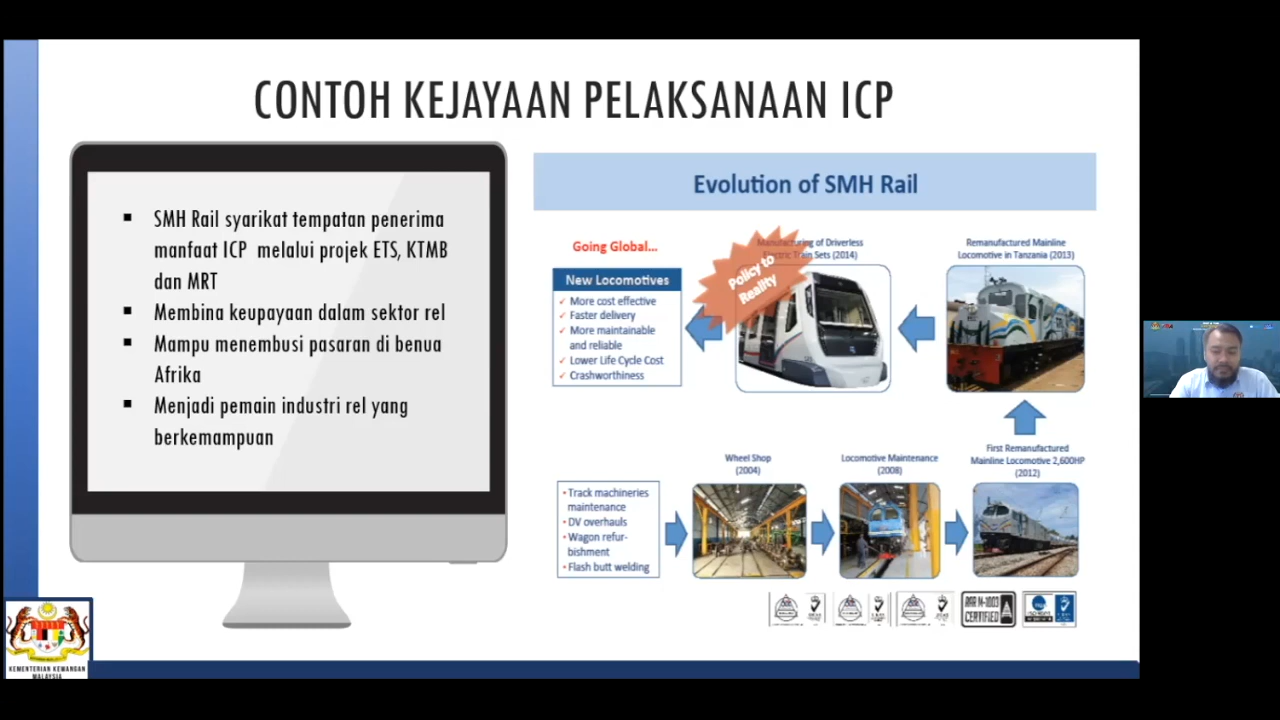 CONTOH KEJAYAAN PELAKSANAAN ICP
SMH Rail syarikat tempatan penerima
manfaat ICP melalui projek ETS, KTMB
dan MRT
Membina keupayaan dalam sektor rel
Mampu menembusi pasaran di benua
Afrika
Menjadi pemain industri rel yang
berkemampuan
Evolution of SMH Rail
Going Global...
New Locomotives
✓ More cost effective
✓ Faster delivery
✓ More maintainable
and reliable
✓ Lower Life Cycle Cost
✓ Crashworthiness
Policy to
Reality
of Driverless
Train Sets (2014)
Remanufactured Mainline
Locomotive in Tanzania (2013)
First Remanufactured
Mainline Locomotive 2,600HP
(2012)
Locomotive Maintenance
(2008)
Wheel Shop
(2004)
• Track machineries
maintenance
• DV overhauls
• Wagon refur-
bishment
• Flash butt welding
AAR M-1003
CERTIFIED
KEMENTERIAN KEWANGAN
MALAYSIA